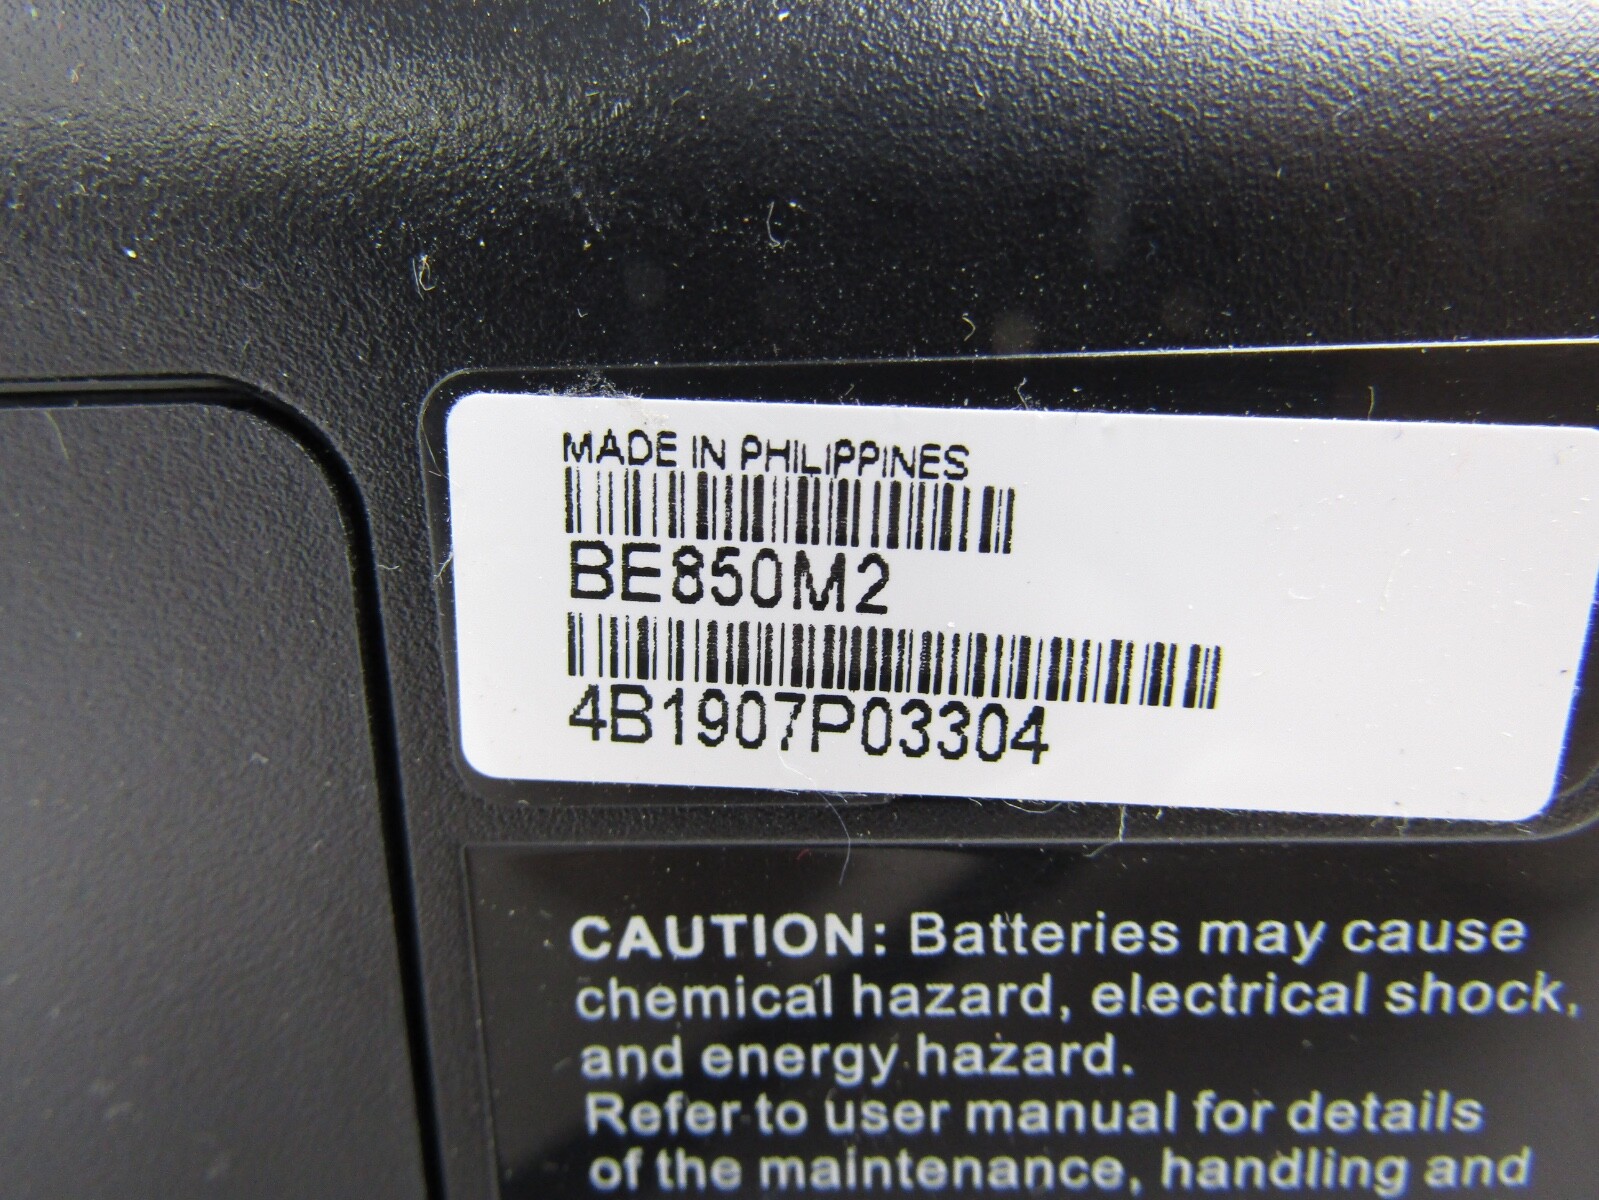 MADE IN PHILIPPINES
BE850M2
4B1907P03304
CAUTION: Batteries may cause
chemical hazard, electrical shock,
and energy hazard.
Refer to user manual for details
of the maintenance, handling and